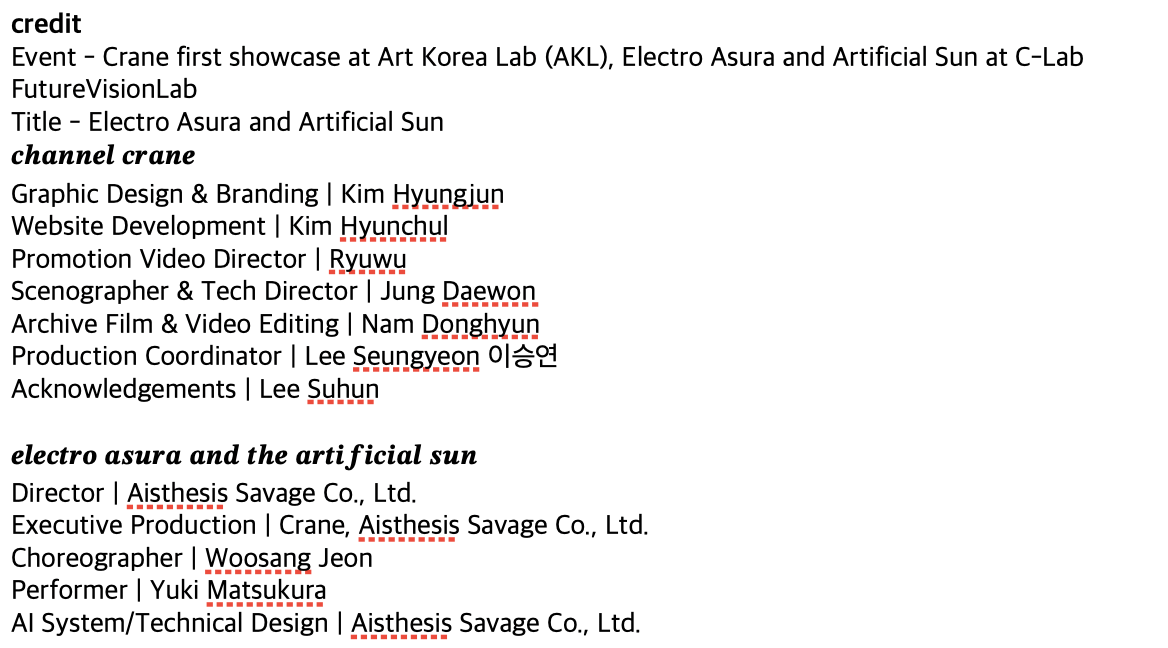 credit
Event - Crane first showcase at Art Korea Lab (AKL), Electro Asura and Artificial Sun at C-Lab
FutureVisionLab
Title - Electro Asura and Artificial Sun
channel crane
Graphic Design & Branding | Kim Hyungjun
Website Development | Kim Hyunchul
Promotion Video Director | Ryuwu
Scenographer & Tech Director | Jung Daewon
Archive Film & Video Editing | Nam Donghyun
Production Coordinator | Lee Seungyeon 이승연
Acknowledgements | Lee Suhun
electro asura and the artificial sun
Director | Aisthesis Savage Co., Ltd.
Executive Production | Crane, Aisthesis Savage Co., Ltd.
Choreographer | Woosang Jeon
Performer | Yuki Matsukura
AI System/Technical Design | Aisthesis Savage Co., Ltd.